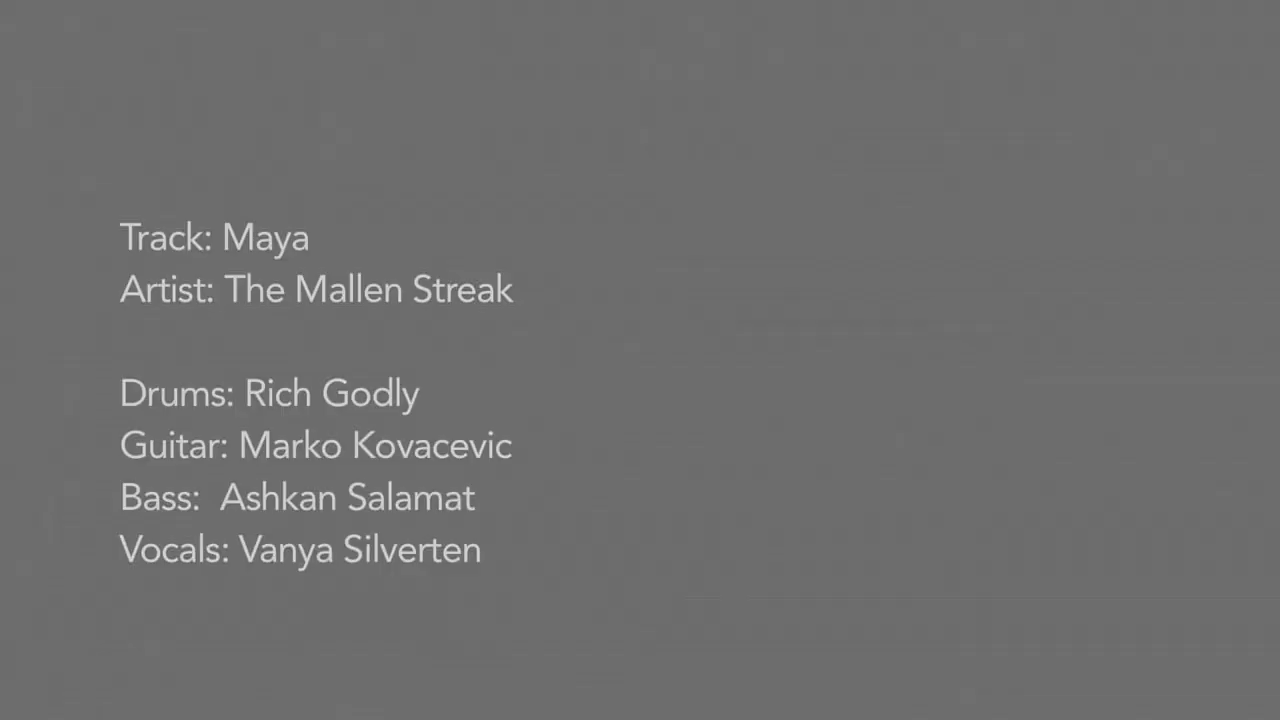 Track: Maya
Artist: The Mallen Streak
Drums: Rich Godly
Guitar: Marko Kovacevic
Bass:  Ashkan Salamat
Vocals: Vanya Silverten